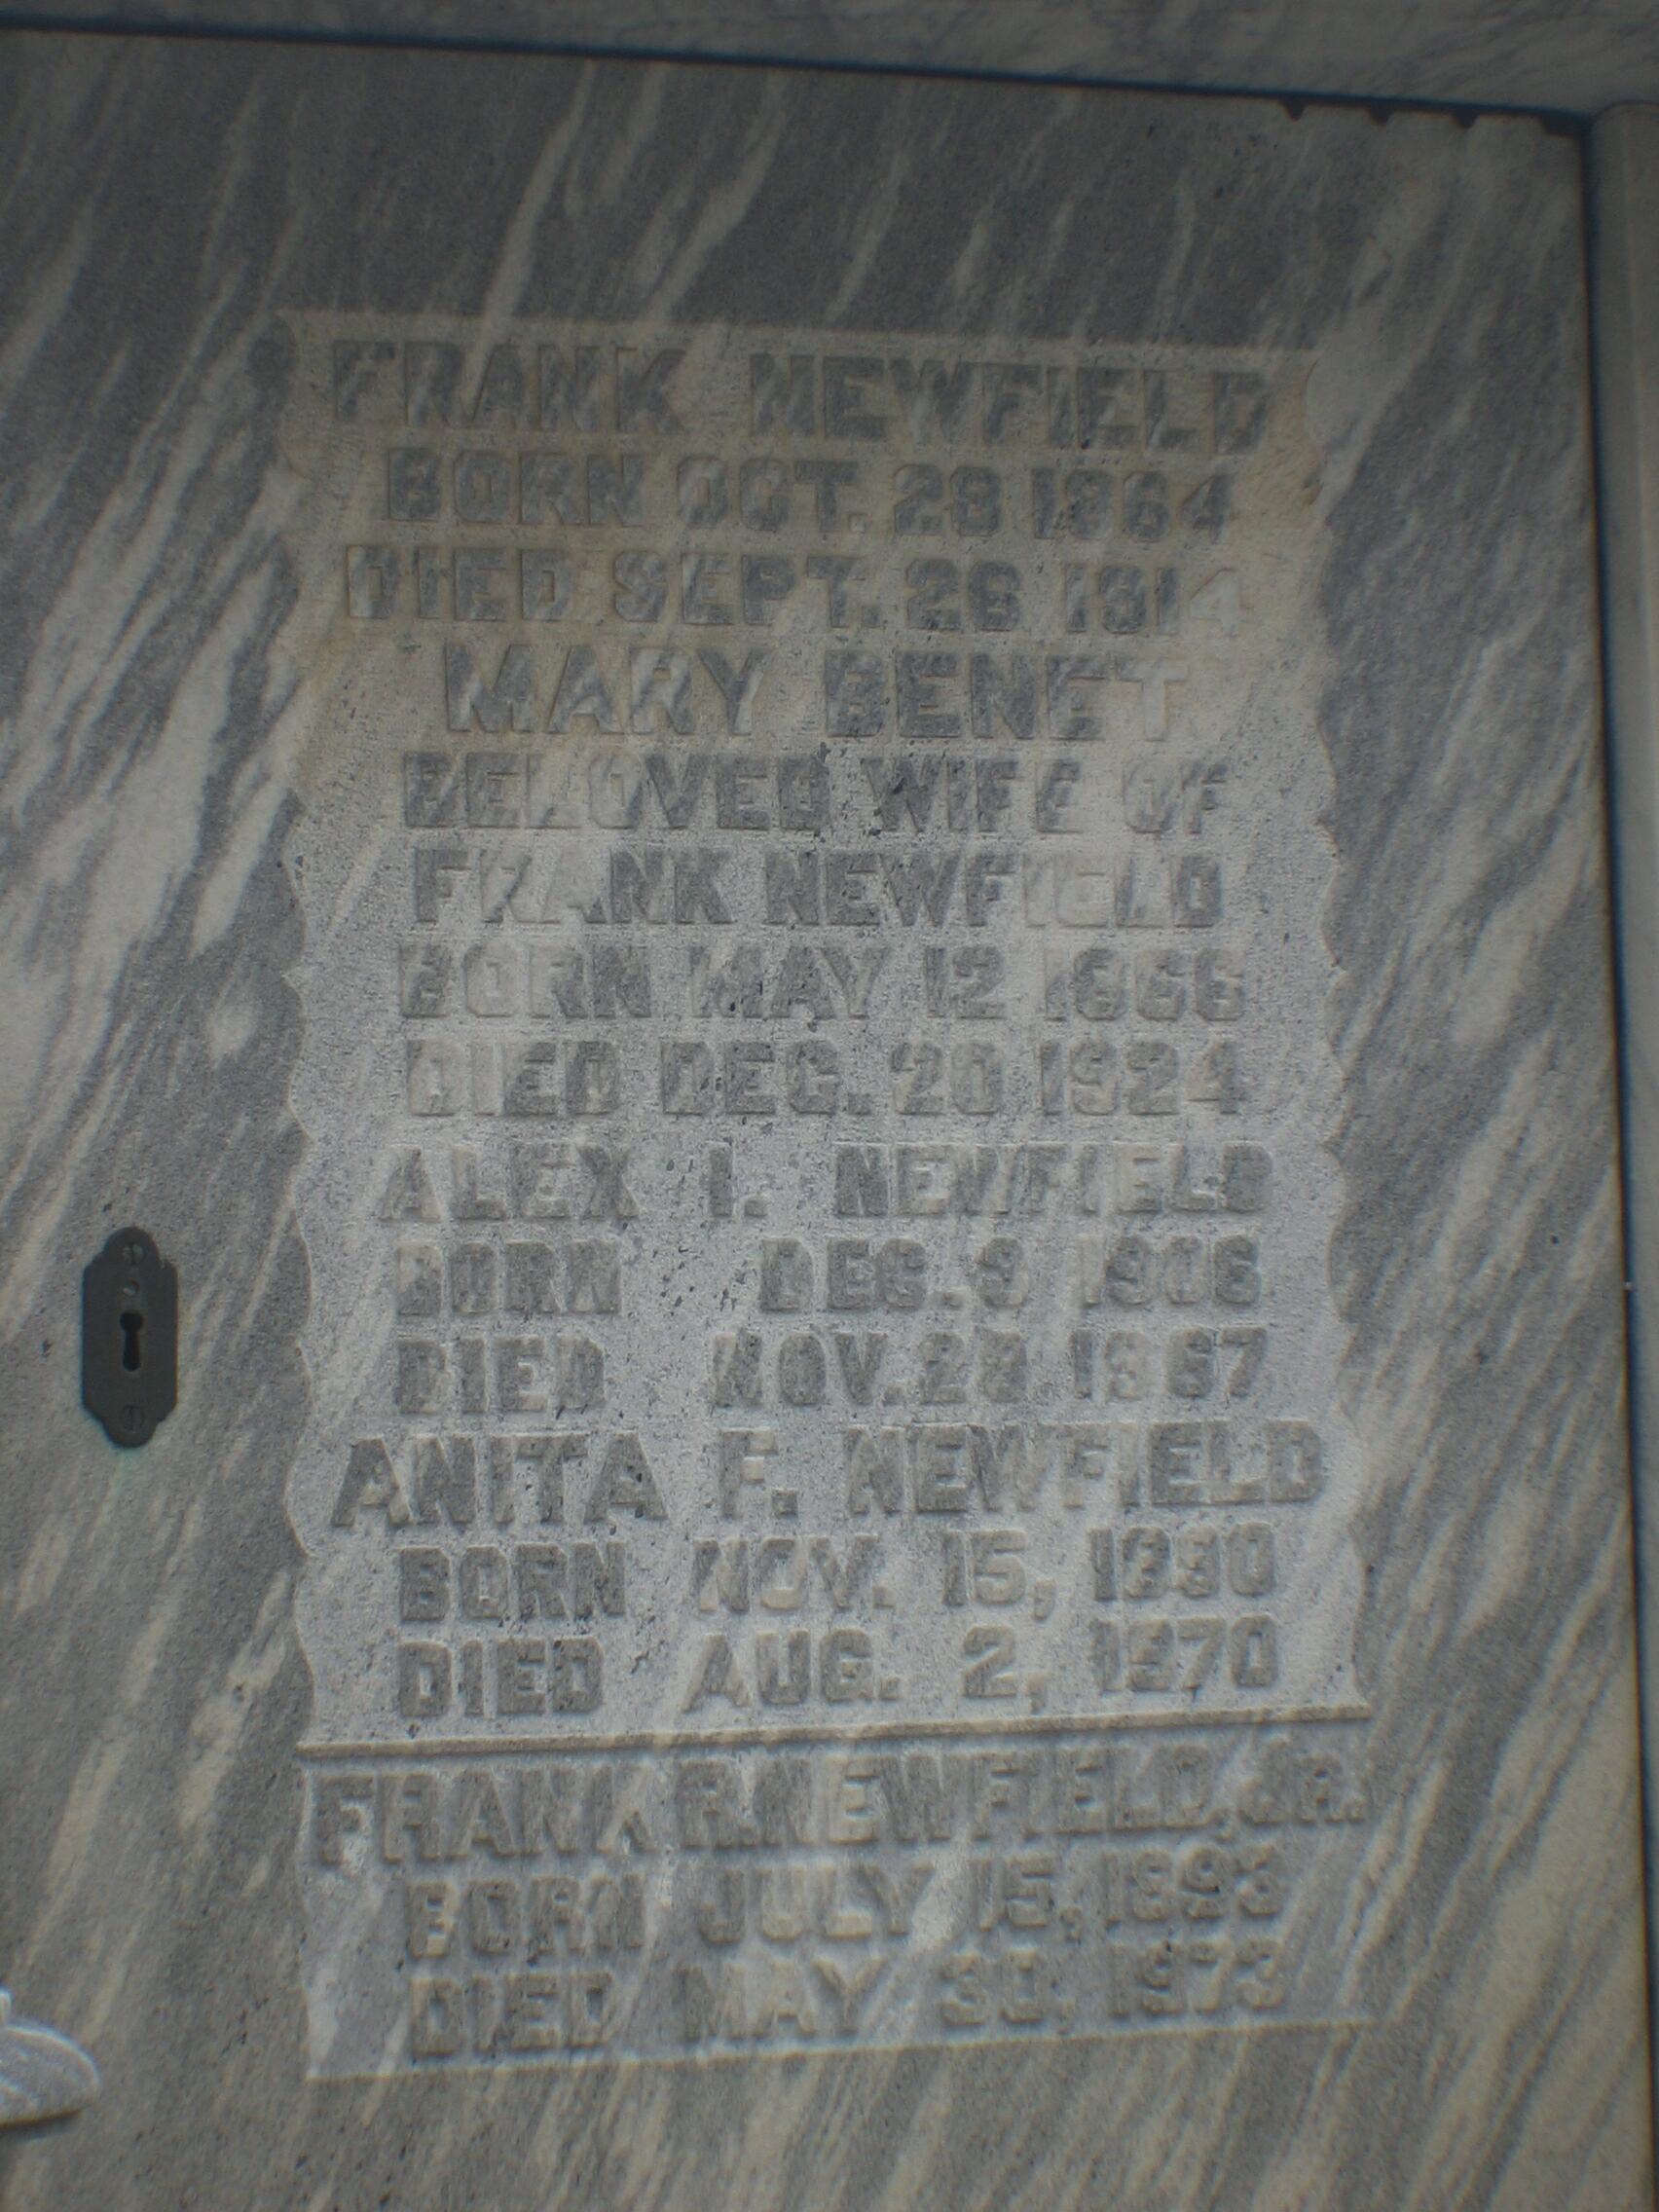 FRANK NEWFIELD
BORN OCT. 28 1864
DIED SEPT. 26 1914
MARY BENET
BELOVED WIFE OF
FRANK NEWFIELD
BORN MAY 12 1866
DIED DEC. 20 1924
ALEX I. NEWFIELD
BORN DEC. 9 1906
DIED NOV. 28 1967
ANITA F. NEWFIELD
BORN NOV. 15, 1890
DIED AUG. 2, 1970
FRANK R. NEWFIELD, JR.
BORN JULY 15, 1893
DIED MAY 30, 1973